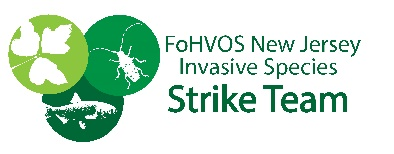 FoHVOS New Jersey
Invasive Species
Strike Team